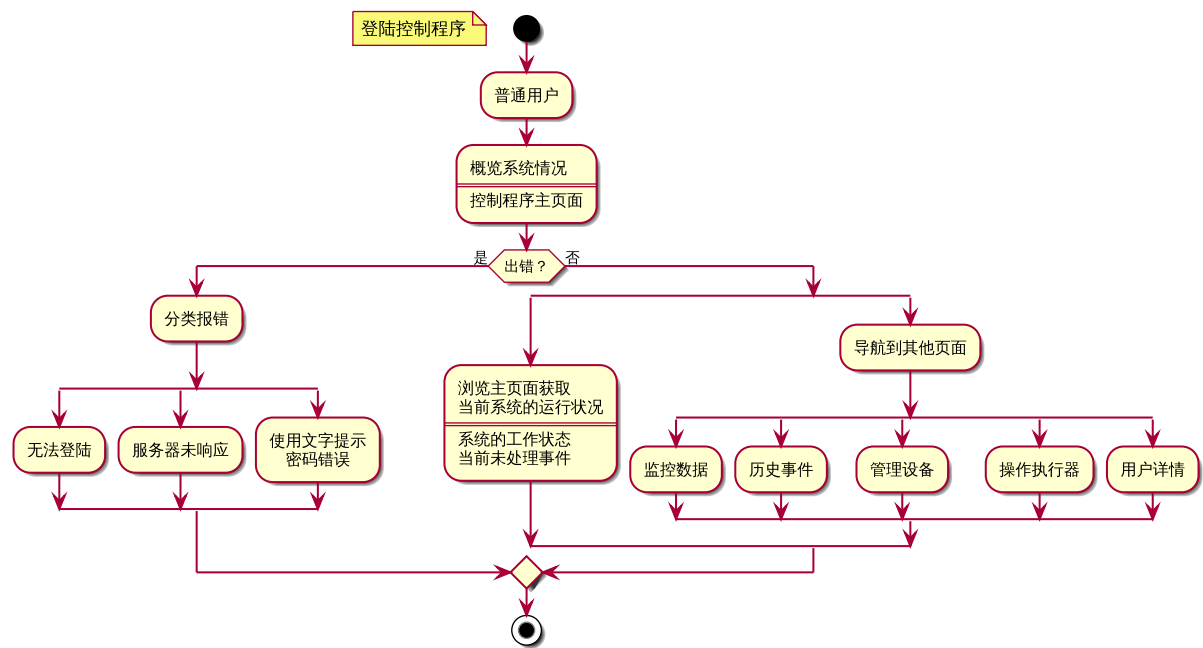 登陆控制程序
普通用户
概览系统情况
控制程序主页面
是
出错？
否
分类报错
导航到其他页面
浏览主页面获取
当前系统的运行状况
系统的工作状态
当前未处理事件
无法登陆
服务器未响应
使用文字提示
密码错误
监控数据
历史事件
管理设备
操作执行器
用户详情